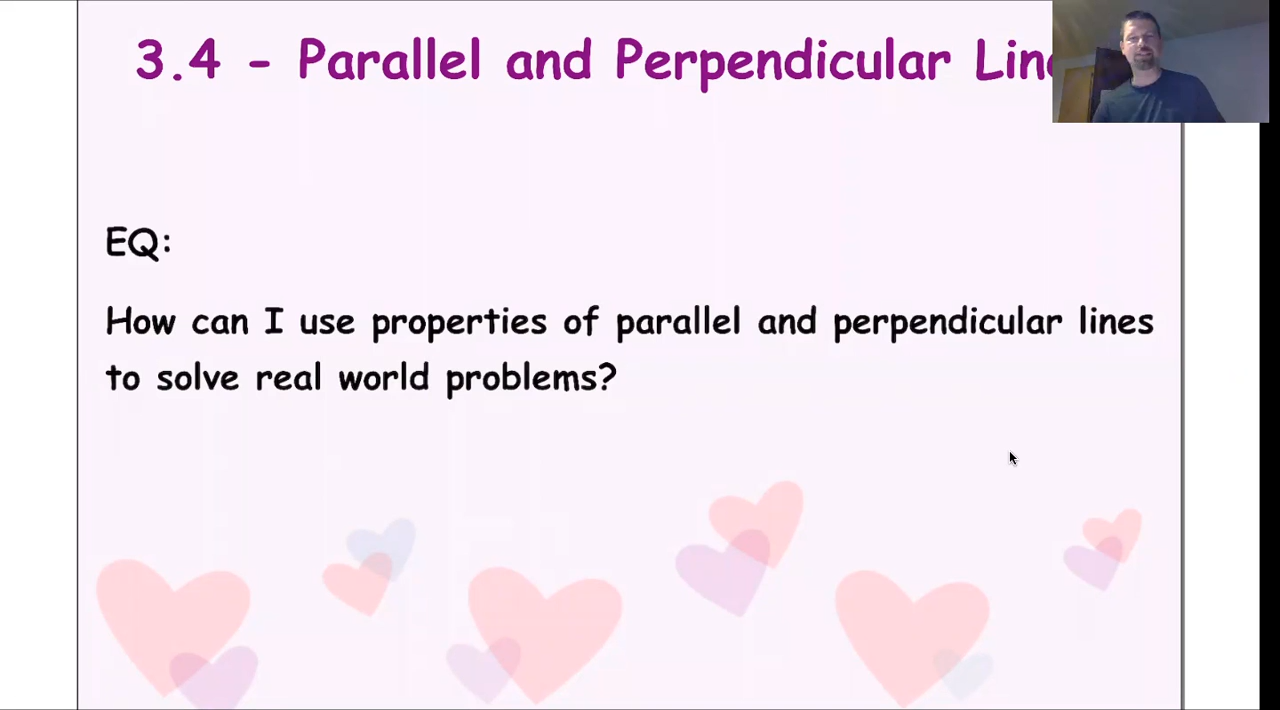 3.4 - Parallel and Perpendicular
EQ:
How can I use properties of parallel and perpendicular lines
to solve real world problems?